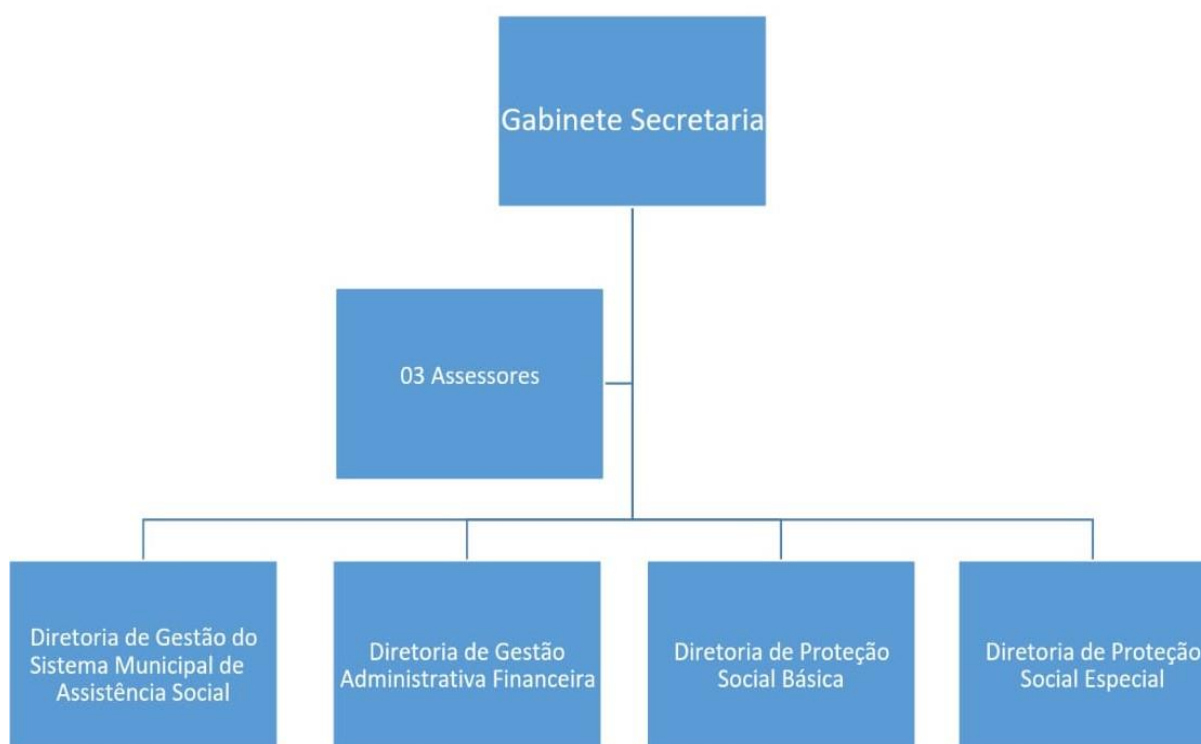 Gabinete Secretaria
03 Assessores
Diretoria de Gestão do
Sistema Municipal de
Assistência Social
Diretoria de Gestão
Administrativa Financeira
Diretoria de Proteção
Social Básica
Diretoria de Proteção
Social Especial